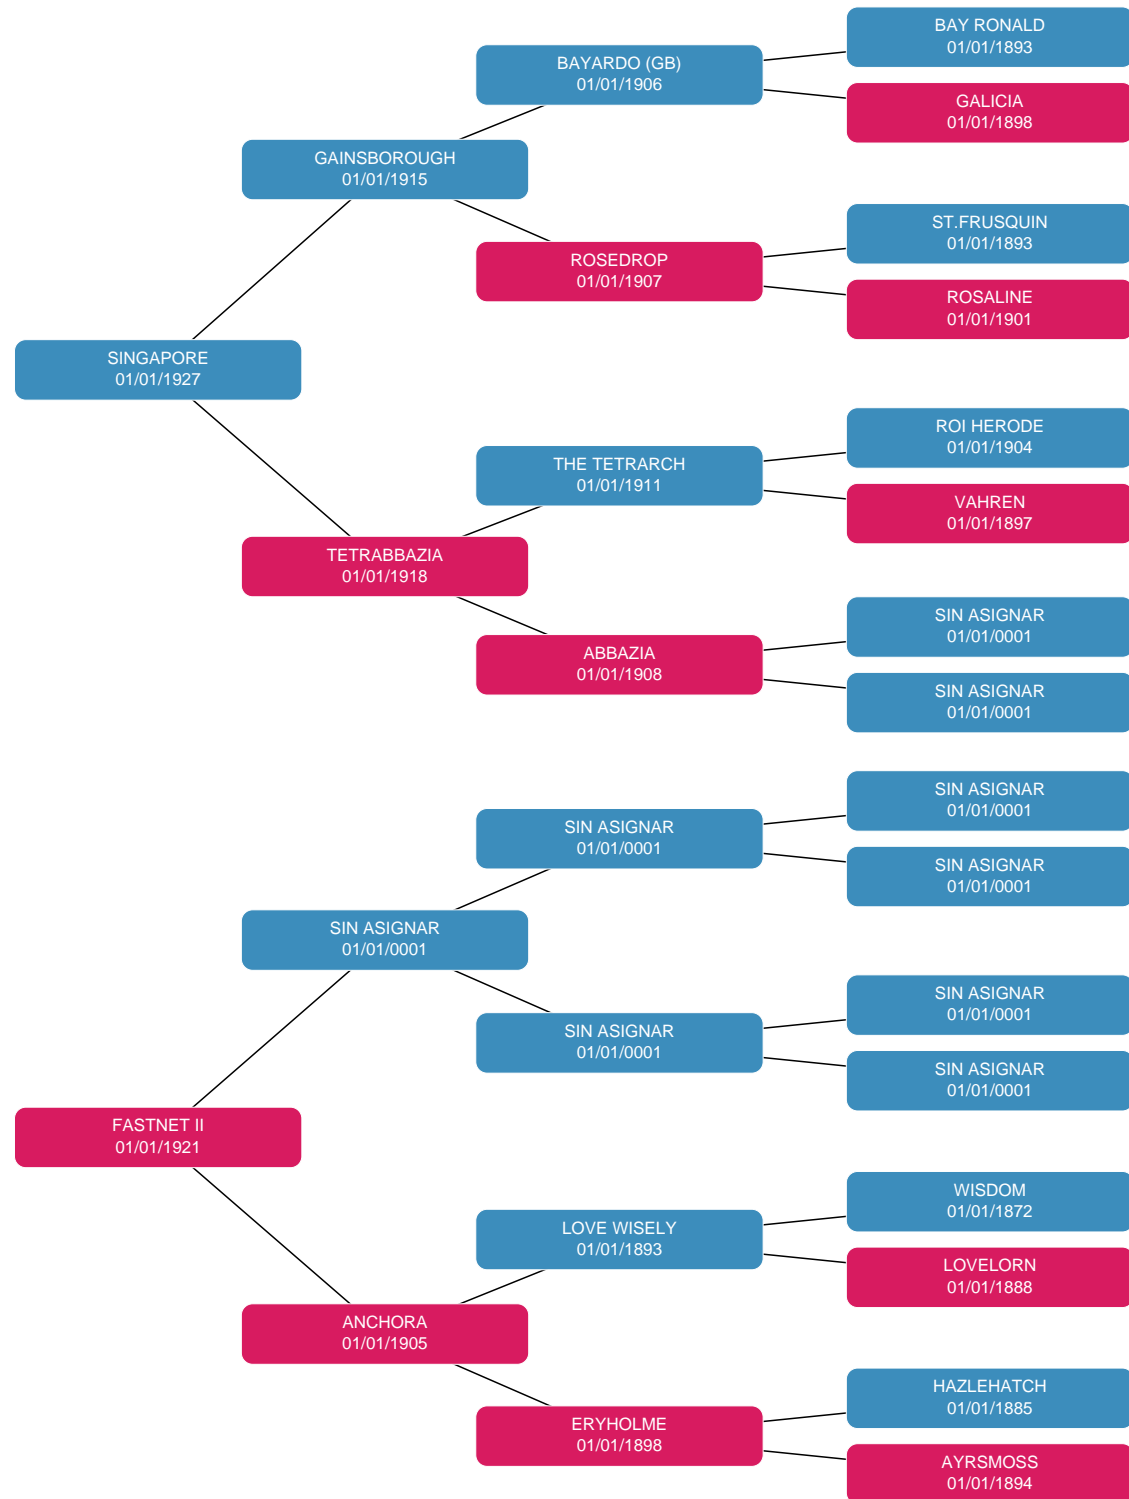 BAY RONALD
01/01/1893
BAYARDO (GB)
01/01/1906
GALICIA
01/01/1898
GAINSBOROUGH
01/01/1915
ST.FRUSQUIN
01/01/1893
ROSEDROP
01/01/1907
ROSALINE
01/01/1901
SINGAPORE
01/01/1927
ROI HERODE
01/01/1904
THE TETRARCH
01/01/1911
VAHREN
01/01/1897
TETRABBAZIA
01/01/1918
SIN ASIGNAR
01/01/0001
ABBAZIA
01/01/1908
SIN ASIGNAR
01/01/0001
SIN ASIGNAR
01/01/0001
SIN ASIGNAR
01/01/0001
SIN ASIGNAR
01/01/0001
SIN ASIGNAR
01/01/0001
SIN ASIGNAR
01/01/0001
SIN ASIGNAR
01/01/0001
SIN ASIGNAR
01/01/0001
FASTNET II
01/01/1921
WISDOM
01/01/1872
LOVE WISELY
01/01/1893
LOVELORN
01/01/1888
ANCHORA
01/01/1905
HAZLEHATCH
01/01/1885
ERYHOLME
01/01/1898
AYRSMOSS
01/01/1894